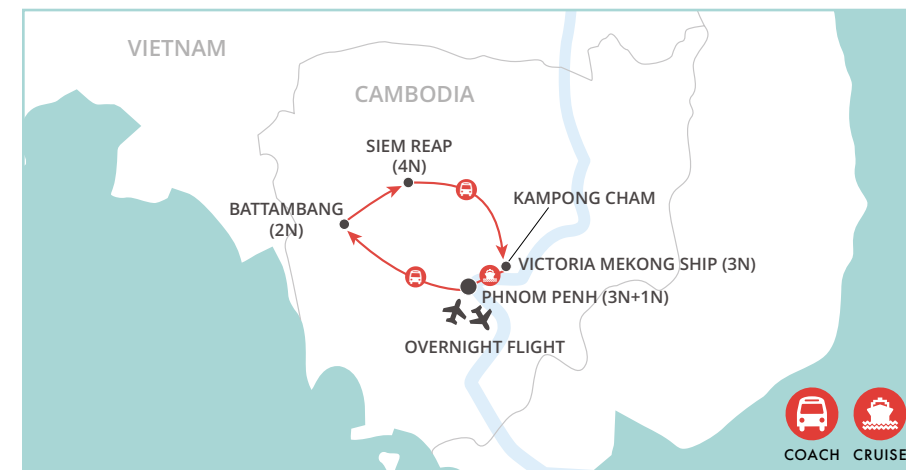 VIETNAM
CAMBODIA
SIEM REAP
(4N)
KAMPONG CHAM
BATTAMBANG
(2N)
VICTORIA MEKONG SHIP (3N)
PHNOM PENH (3N+1N)
OVERNIGHT FLIGHT
COACH CRUISE